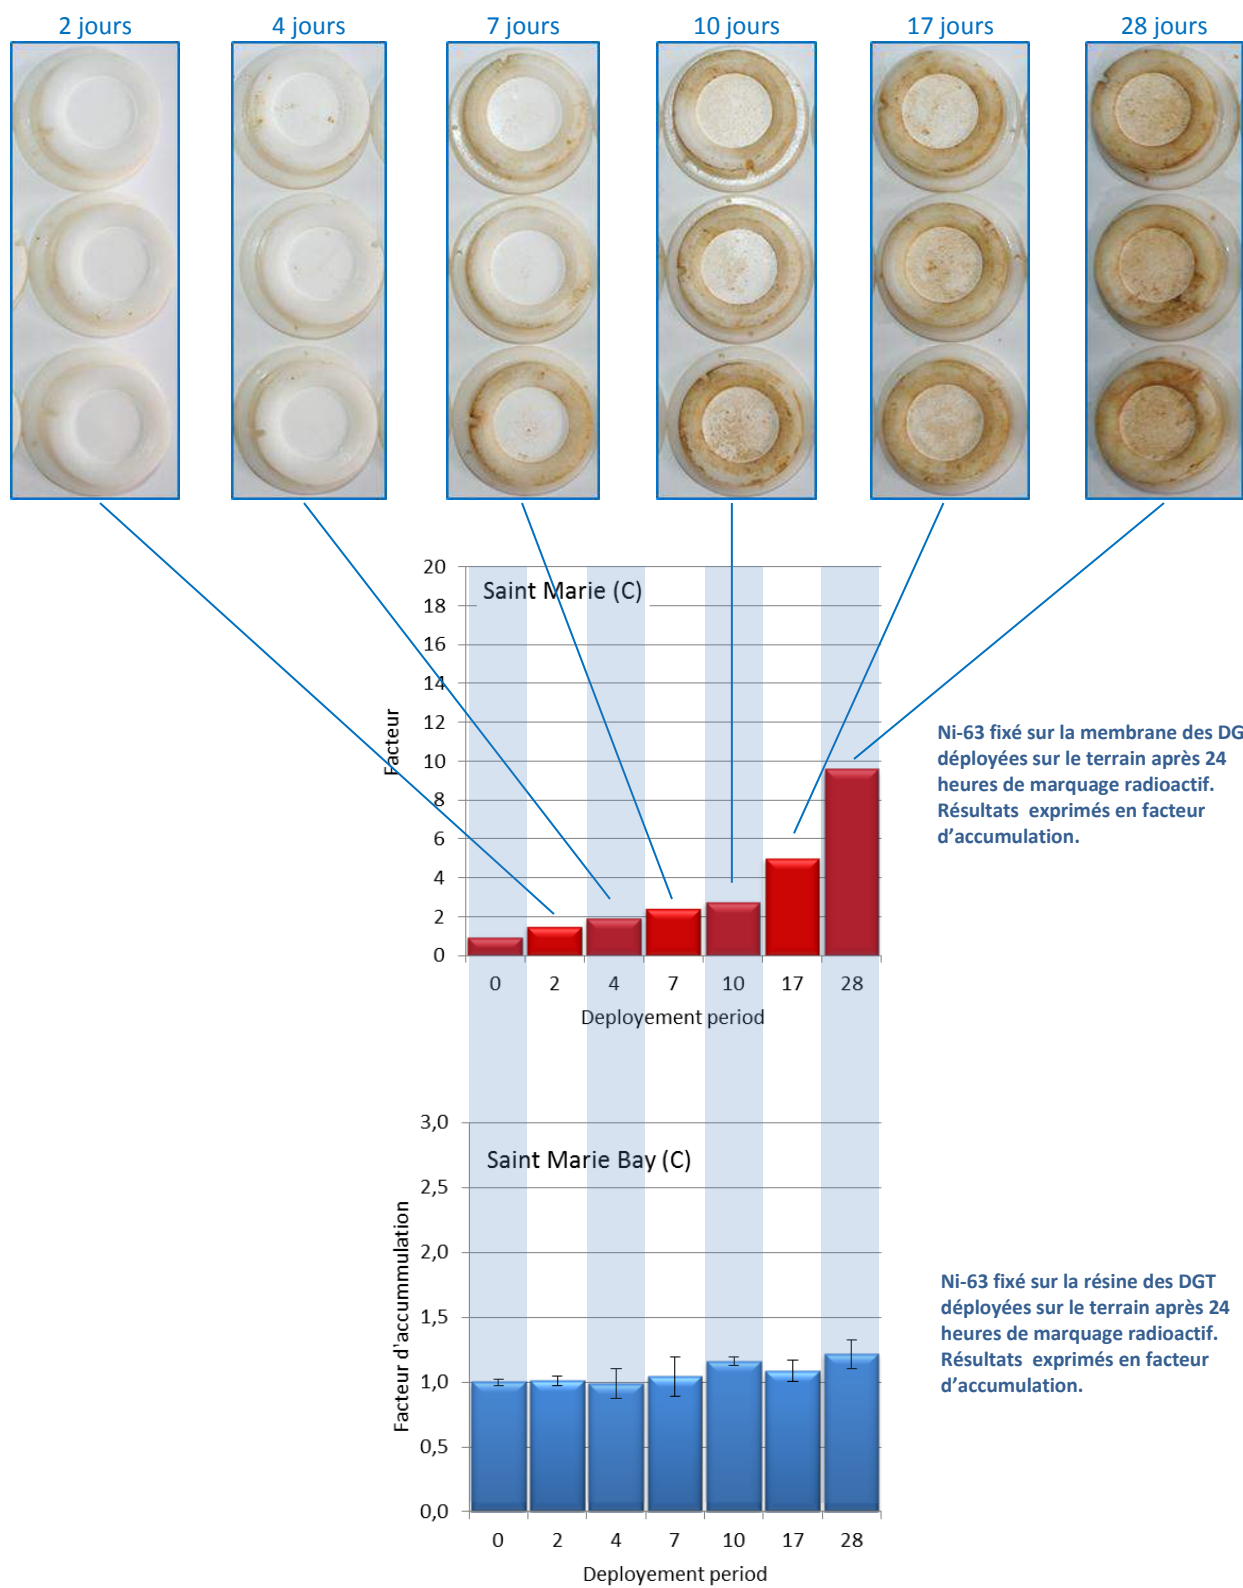 2 jours
4 jours
7 jours
10 jours
17 jours
28 jours
Saint Marie (C)
20
18
16
14
12
10
8
6
4
2
0
Facteur
0 2 4 7 10 17 28
Deployement period
Ni-63 fixé sur la membrane des DG
déployées sur le terrain après 24
heures de marquage radioactif.
Résultats exprimés en facteur
d’accumulation.
Saint Marie Bay (C)
3,0
2,5
2,0
1,5
1,0
0,5
0,0
Facteur d'accummulation
0 2 4 7 10 17 28
Deployement period
Ni-63 fixé sur la résine des DGT
déployées sur le terrain après 24
heures de marquage radioactif.
Résultats exprimés en facteur
d’accumulation.